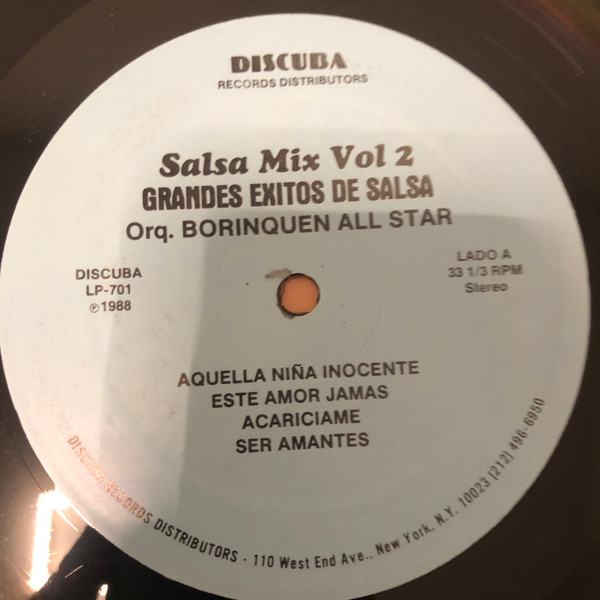 DISCUBA
RECORDS DISTRIBUTORS
Salsa Mix Vol 2
GRANDES EXITOS DE SALSA
Orq. BORINQUEN ALL STAR
DISCUBA
LP-701
℗1988
LADO A
33 1/3 RPM
Stereo
AQUELLA NIÑA INOCENTE
ESTE AMOR JAMAS
ACARICIAME
SER AMANTES
DISCUBA RECORDS DISTRIBUTORS - 110 West End Ave., New York, N.Y. 10023 (212) 496-6950